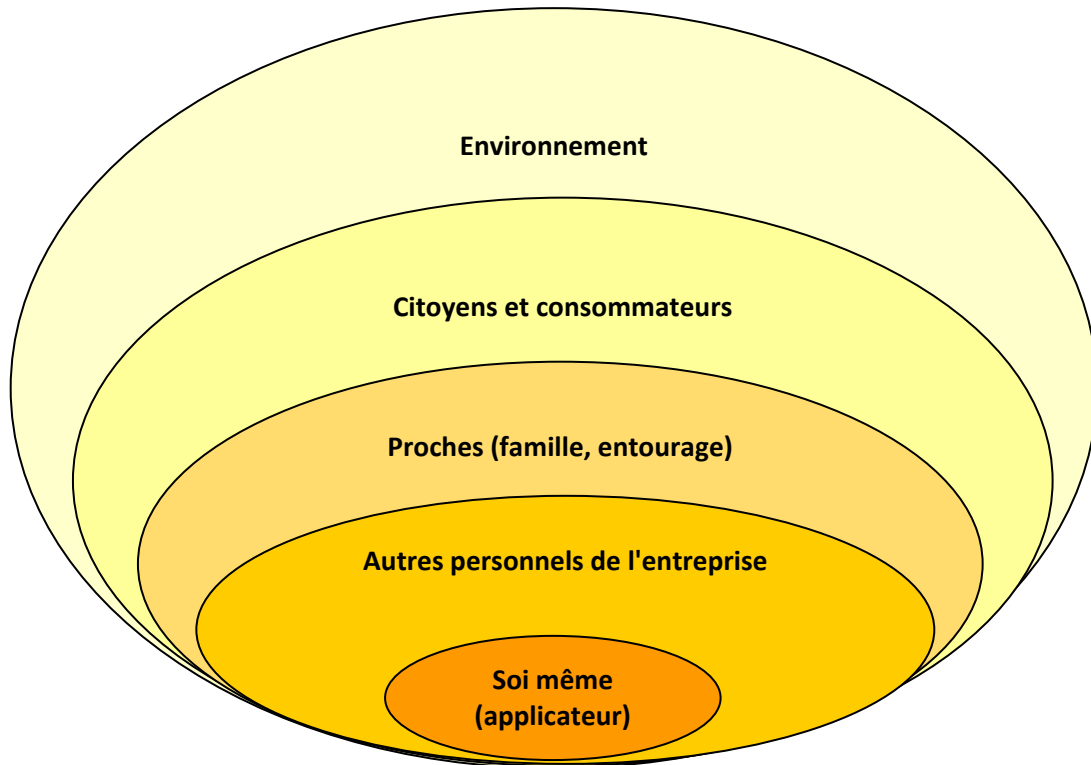 Environnement
Citoyens et consommateurs
Proches (famille, entourage)
Autres personnels de l'entreprise
Soi même
(applicateur)